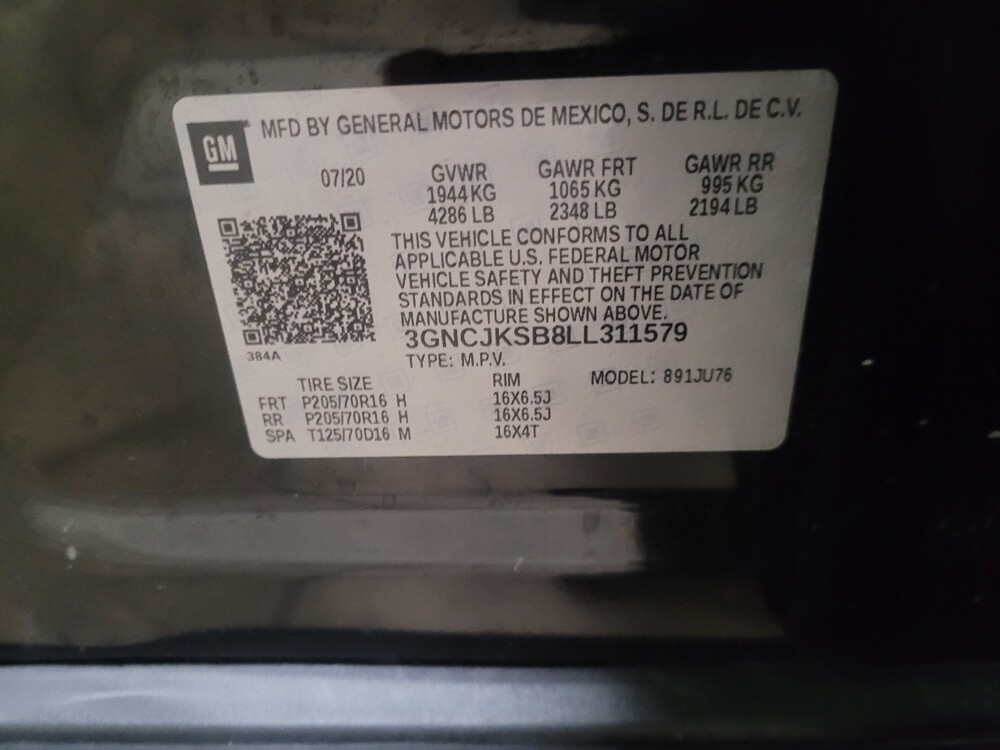 GM
MFD BY GENERAL MOTORS DE MEXICO, S. DE R.L. DE C.V.
07/20 GVWR GAWR FRT GAWR RR
1944 KG 1065 KG 995 KG
4286 LB 2348 LB 2194 LB
THIS VEHICLE CONFORMS TO ALL
APPLICABLE U.S. FEDERAL MOTOR
VEHICLE SAFETY AND THEFT PREVENTION
STANDARDS IN EFFECT ON THE DATE OF
MANUFACTURE SHOWN ABOVE.
3GNCJKSB8LL311579
384A
TYPE: M.P.V.
TIRE SIZE RIM MODEL: 891JU76
FRT P205/70R16 H 16X6.5J
RR P205/70R16 H 16X6.5J
SPA T125/70D16 M 16X4T